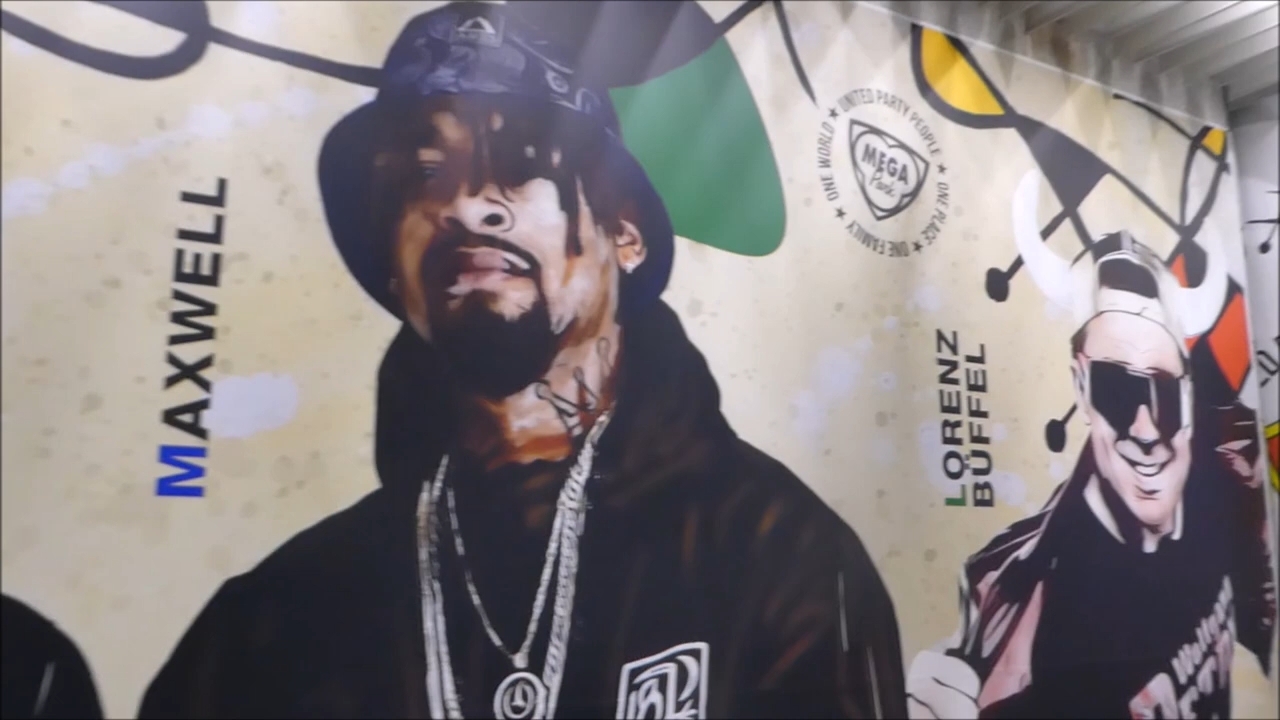 MAXWELL
ONE WORLD ★ UNITED PARTY PEOPLE ★ ONE PLACE ★ ONE FAMILY ★
MEGA
Park
LORENZ
BÜFFEL